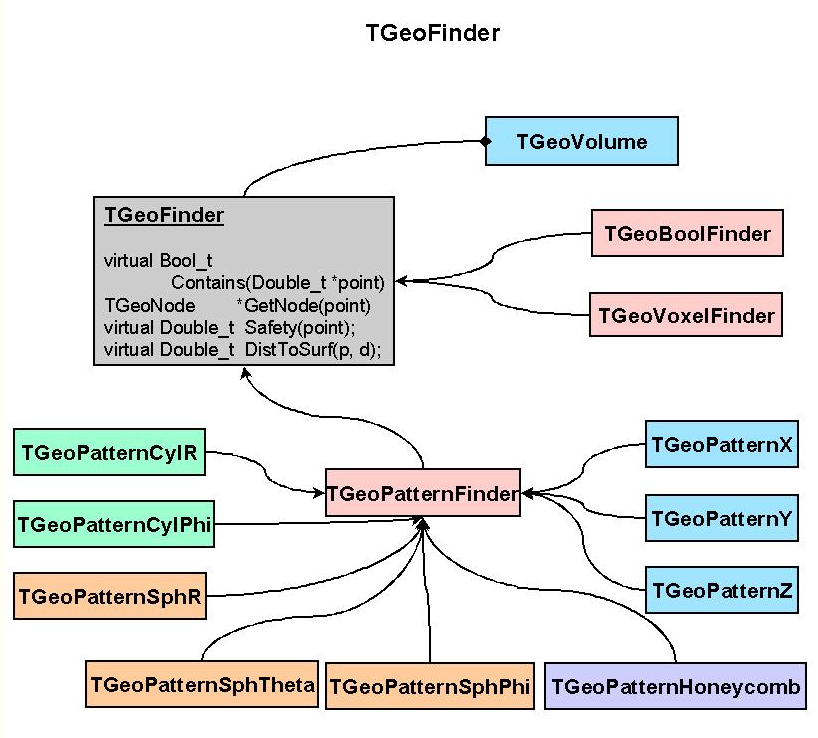 TGeoFinder
TGeoVolume
TGeoFinder
virtual Bool_t
Contains(Double_t *point)
TGeoNode *GetNode(point)
virtual Double_t Safety(point);
virtual Double_t DistToSurf(p, d);
TGeoBoolFinder
TGeoVoxelFinder
TGeoPatternCylR
TGeoPatternX
TGeoPatternFinder
TGeoPatternCylPhi
TGeoPatternY
TGeoPatternSphR
TGeoPatternZ
TGeoPatternSphTheta
TGeoPatternSphPhi
TGeoPatternHoneycomb